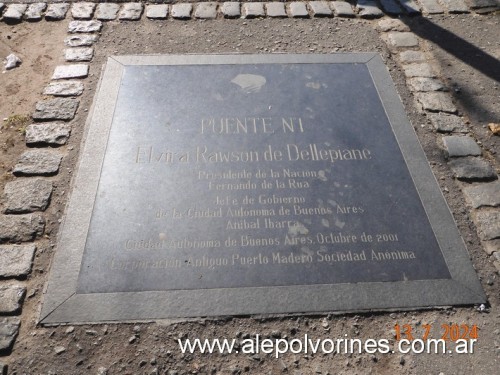 PUENTE N1
Elvira Rawson de Dellepiane
Presidente de la Nación
Fernando de la Rua
Jefe de Gobierno
de la Ciudad Autónoma de Buenos Aires
Aníbal Ibarra
Ciudad Autónoma de Buenos Aires, Octubre de 2001
Corporación Antiguo Puerto Madero Sociedad Anónima
13 7 2024
www.alepolvorines.com.ar